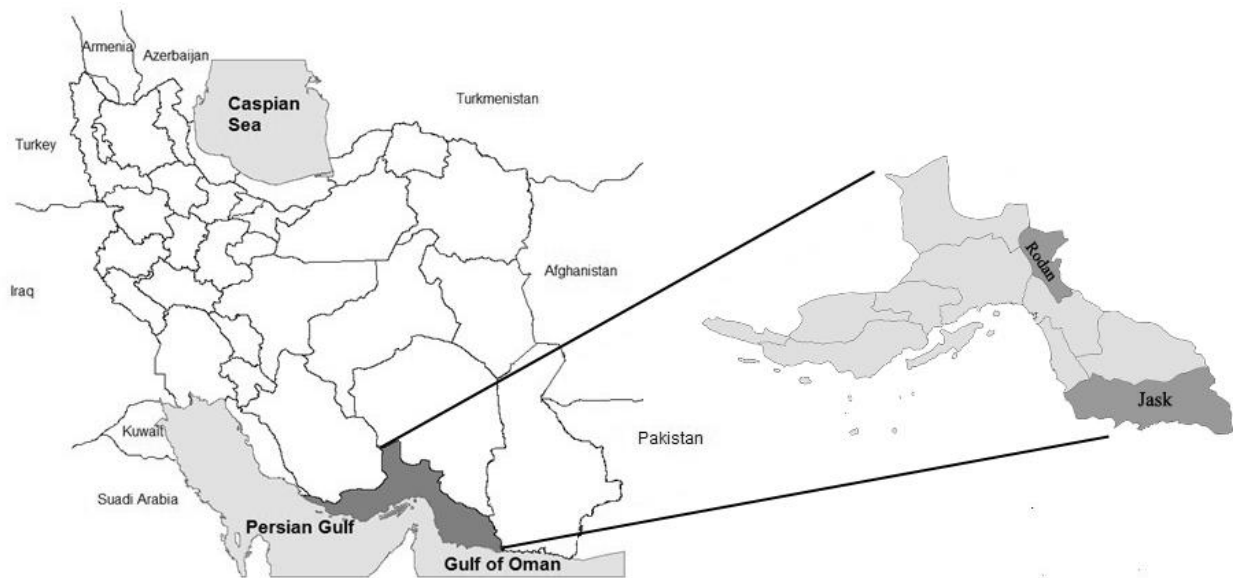 Armenia
Azerbaijan
Caspian
Sea
Turkmenistan
Turkey
Rodan
Afghanistan
Iraq
Jask
Kuwait
Pakistan
Suadi Arabia
Persian Gulf
Gulf of Oman